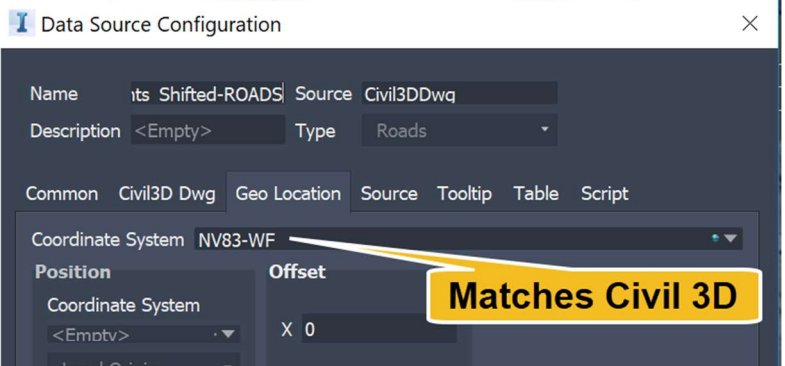 Data Source Configuration
Name nts Shifted-ROADS Source Civil3DDwg
Description <Empty> Type Roads
Common Civil3D Dwg Geo Location Source Tooltip Table Script
Coordinate System NV83-WF
Position Offset
Matches Civil 3D
Coordinate System
<Empty> X 0